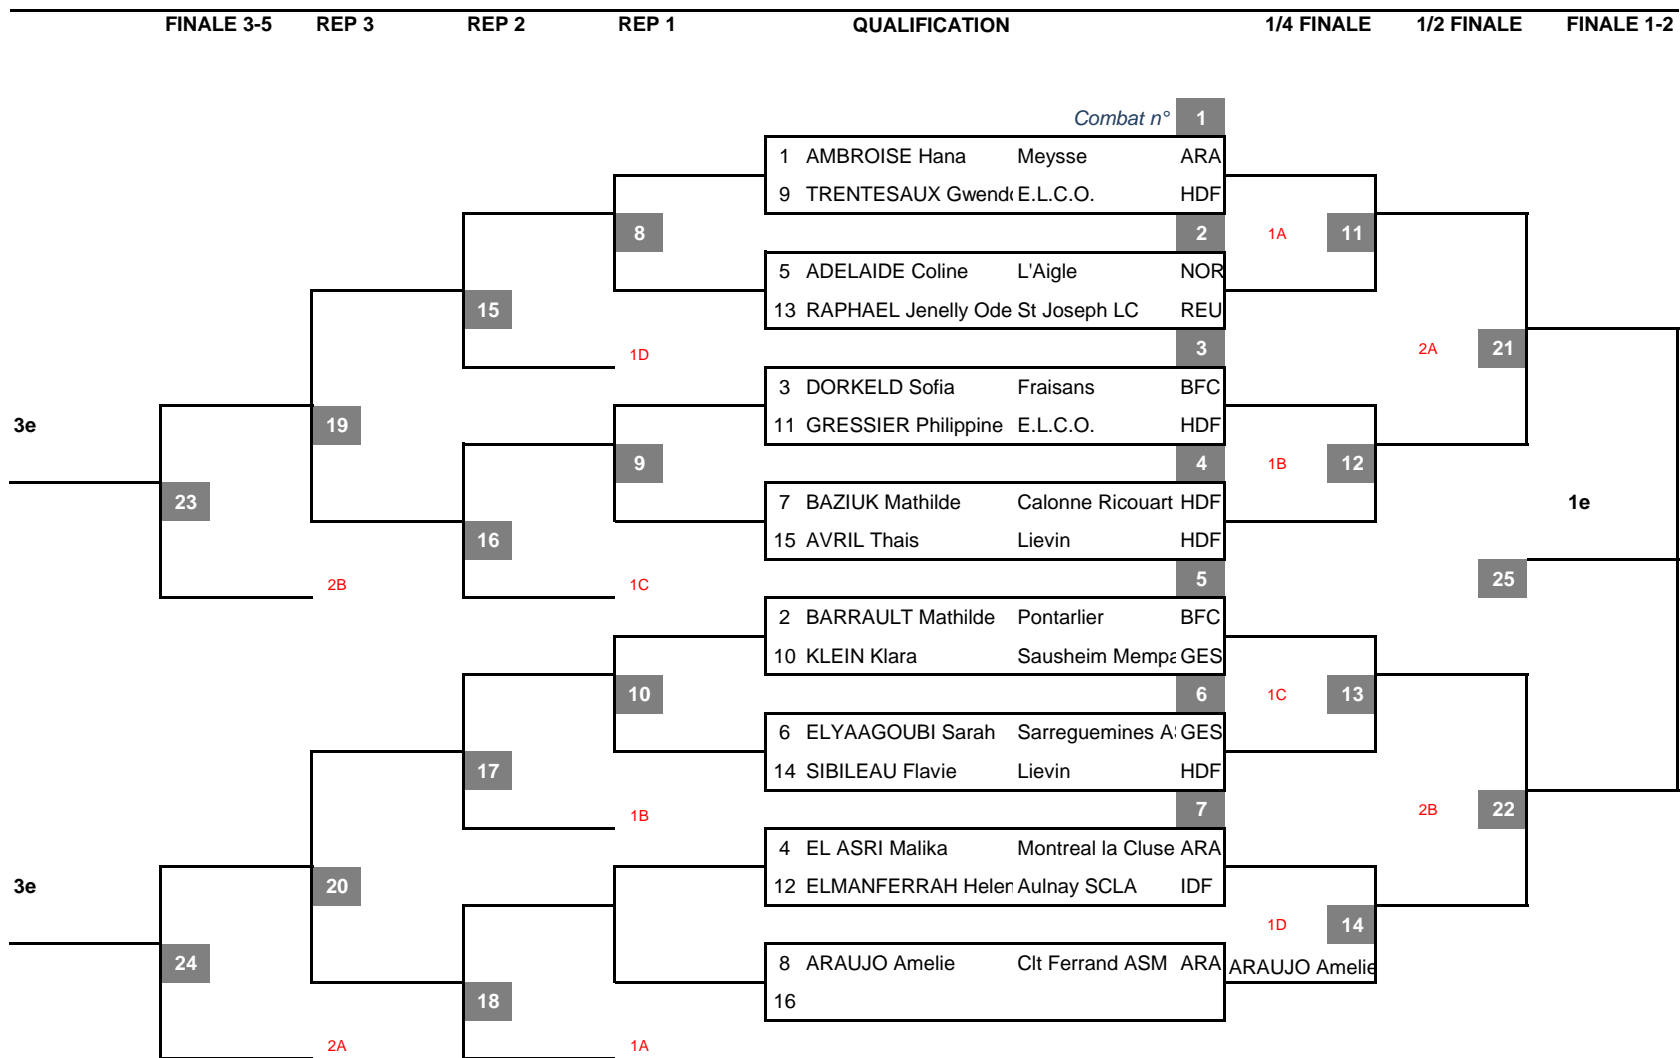 FINALE 3-5 REP 3 REP 2 REP 1 QUALIFICATION 1/4 FINALE 1/2 FINALE FINALE 1-2
Combat n° 1
1 AMBROISE Hana Meysse ARA
9 TRENTESAUX Gwend E.L.C.O. HDF
8 2 1A 11
5 ADELAIDE Coline L'Aigle NOR
13 RAPHAEL Jenelly Ode St Joseph LC REU
15
1D 3 2A 21
3 DORKELD Sofia Fraisans BFC
3e 19 11 GRESSIER Philippine E.L.C.O. HDF
9 4 1B 12
23 7 BAZIUK Mathilde Calonne Ricouart HDF 1e
16 15 AVRIL Thais Lievin HDF
2B 1C 5 25
2 BARRAULT Mathilde Pontarlier BFC
10 KLEIN Klara Sausheim Memp GES
10 6 1C 13
6 ELYAAGOUBI Sarah Sarreguemines A GES
17 14 SIBILEAU Flavie Lievin HDF
1B 7 2B 22
4 EL ASRI Malika Montreal la Cluse ARA
3e 20 12 ELMANFERRAH Helen Aulnay SCLA IDF
1D 14
24 8 ARAUJO Amelie Clt Ferrand ASM ARA ARAUJO Amelie
18 16
2A 1A